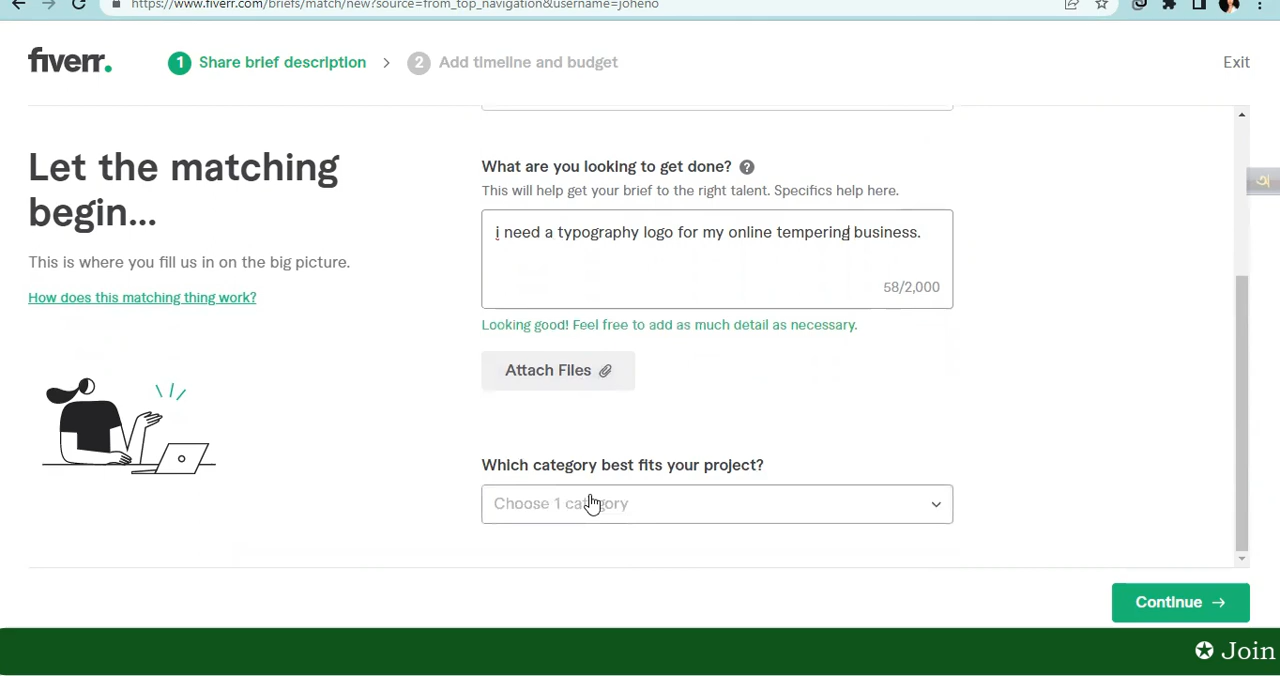 https://www.fiverr.com/briefs/match/new?source=from_top_navigation&username=joheno
fiverr.
1 Share brief description > 2 Add timeline and budget
Exit
Let the matching
begin...
This is where you fill us in on the big picture.
How does this matching thing work?
What are you looking to get done? ?
This will help get your brief to the right talent. Specifics help here.
i need a typography logo for my online tempering business.
58/2,000
Looking good! Feel free to add as much detail as necessary.
Attach Files
Which category best fits your project?
Choose 1 category
অ
Continue →
✪ Join